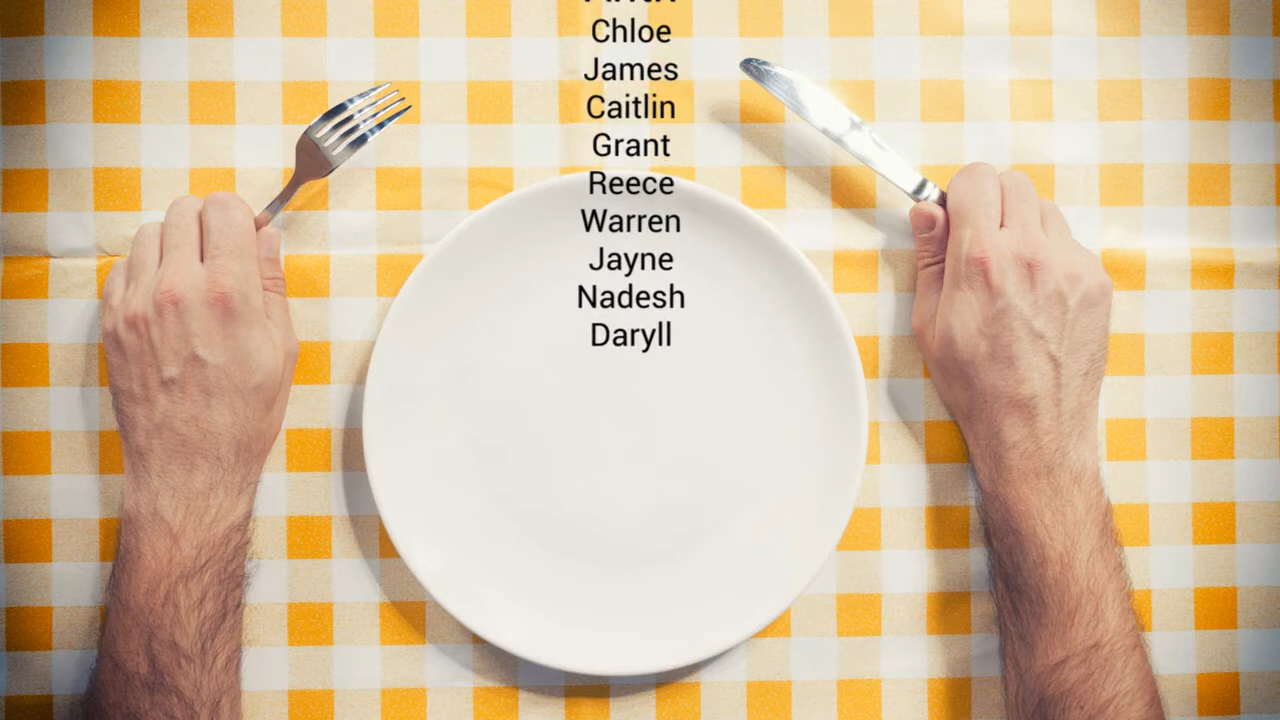 Chloe
James
Caitlin
Grant
Reece
Warren
Jayne
Nadesh
Daryll